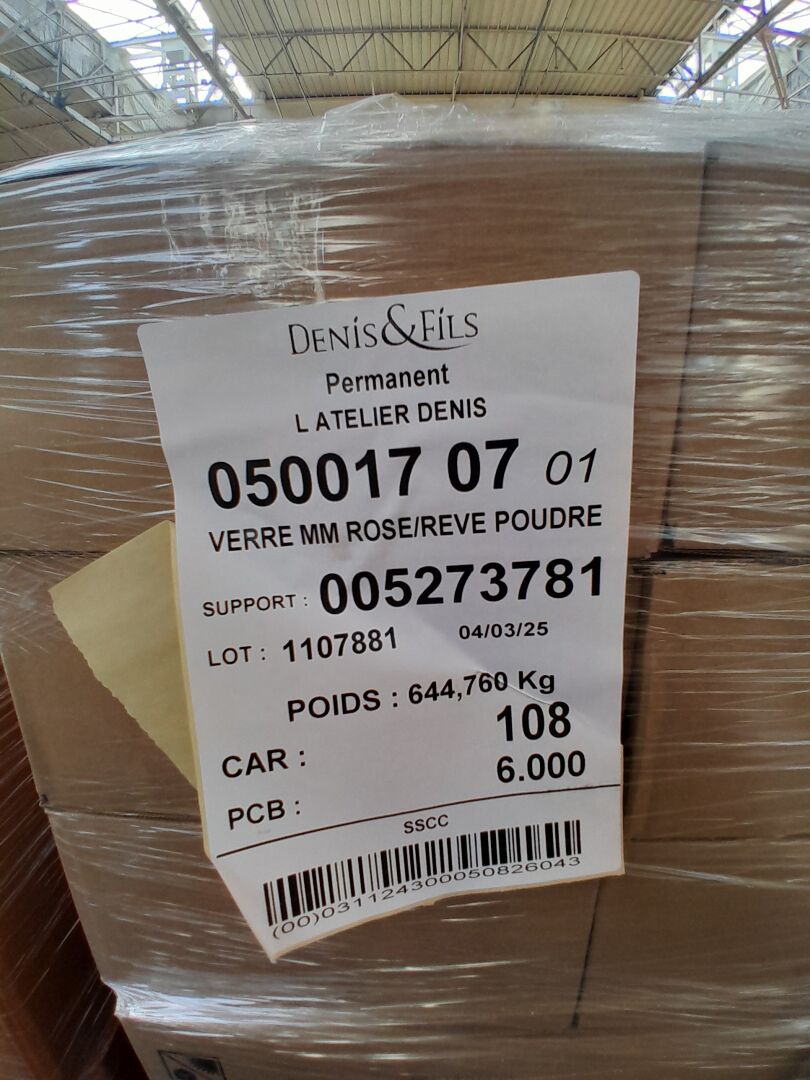 DENIS & FILS
Permanent
L ATELIER DENIS
050017 07 01
VERRE MM ROSE/REVE POUDRE
SUPPORT : 005273781
LOT : 1107881 04/03/25
POIDS : 644,760 Kg
CAR : 108
PCB : 6.000
SSCC
(00)031124300050826043